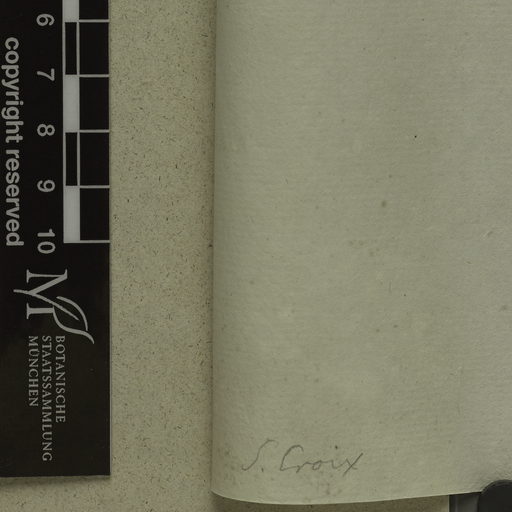 6
7
8
9
10
copyright reserved
BOTANISCHE
STAATSSAMMLUNG
MÜNCHEN
S. Croix